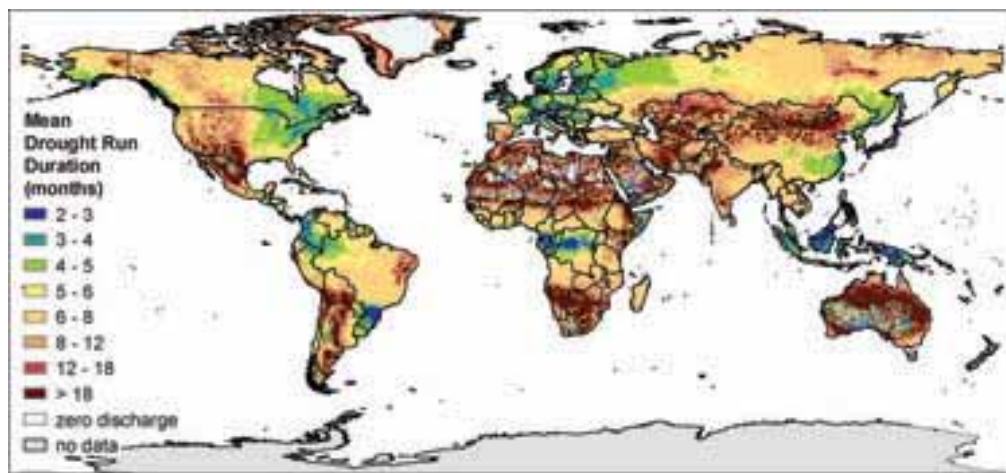 Mean
Drought Run
Duration
(months)
2 - 3
3 - 4
4 - 5
5 - 6
6 - 8
8 - 12
12 - 18
> 18
zero discharge
no data